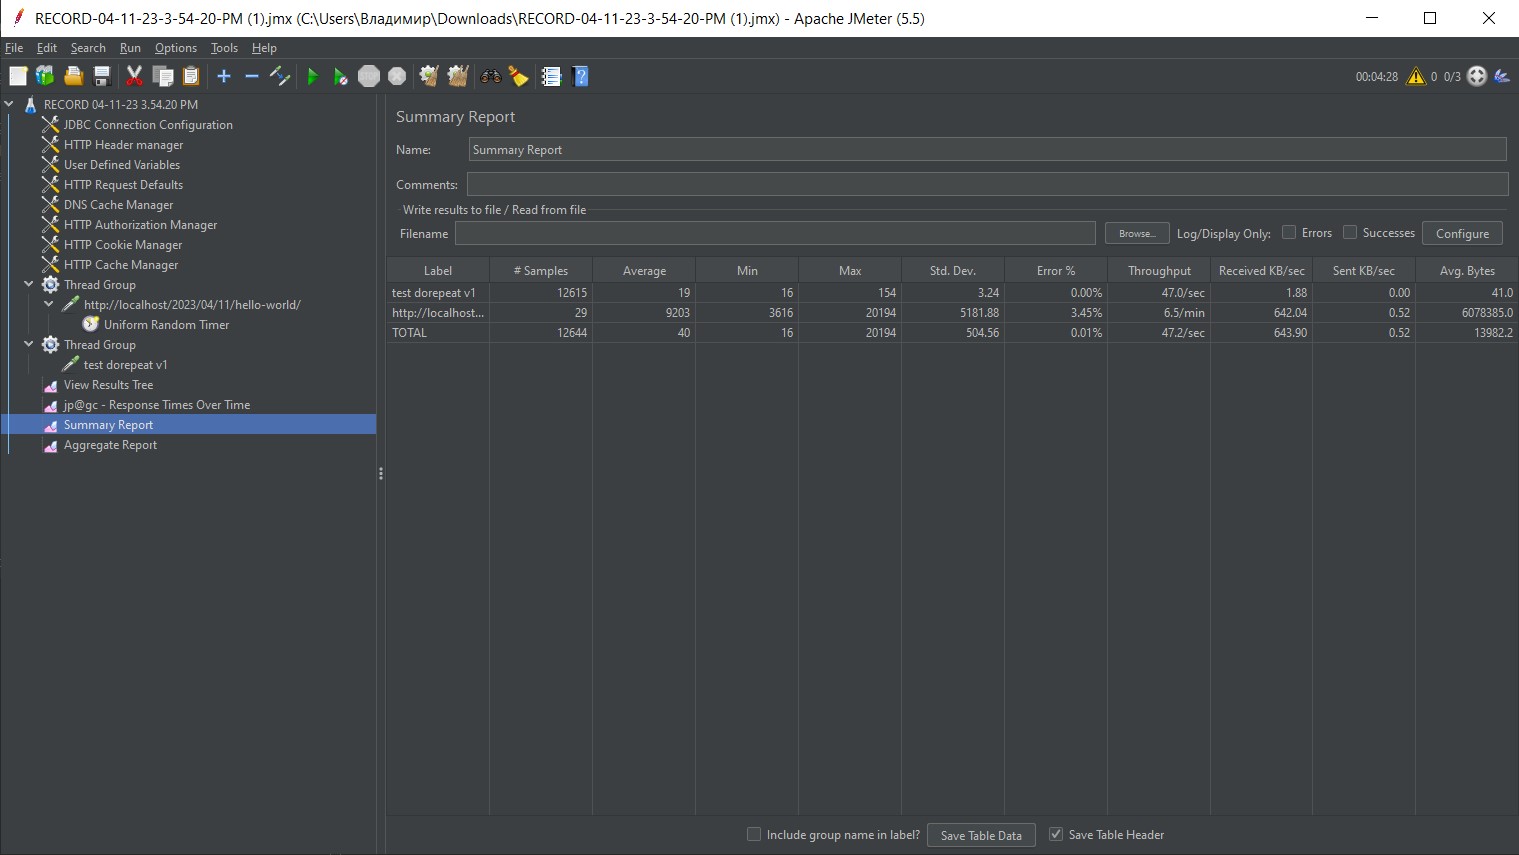 RECORD-04-11-23-3-54-20-PM (1).jmx (C:\Users\Владимир\Downloads\RECORD-04-11-23-3-54-20-PM (1).jmx) - Apache JMeter (5.5)
File Edit Search Run Options Tools Help
STOP 00:04:28 0 0/3
RECORD 04-11-23 3.54.20 PM
JDBC Connection Configuration
HTTP Header manager
User Defined Variables
HTTP Request Defaults
DNS Cache Manager
HTTP Authorization Manager
HTTP Cookie Manager
HTTP Cache Manager
Thread Group
http://localhost/2023/04/11/hello-world/
Uniform Random Timer
Thread Group
test dorepeat v1
View Results Tree
jp@gc - Response Times Over Time
Summary Report
Aggregate Report
Summary Report
Name: Summary Report
Comments:
Write results to file / Read from file
Filename Browse... Log/Display Only: Errors Successes Configure
Label # Samples Average Min Max Std. Dev. Error % Throughput Received KB/sec Sent KB/sec Avg. Bytes
test dorepeat v1 12615 19 16 154 3.24 0.00% 47.0/sec 1.88 0.00 41.0
http://localhost... 29 9203 3616 20194 5181.88 3.45% 6.5/min 642.04 0.52 6078385.0
TOTAL 12644 40 16 20194 504.56 0.01% 47.2/sec 643.90 0.52 13982.2
Include group name in label? Save Table Data Save Table Header